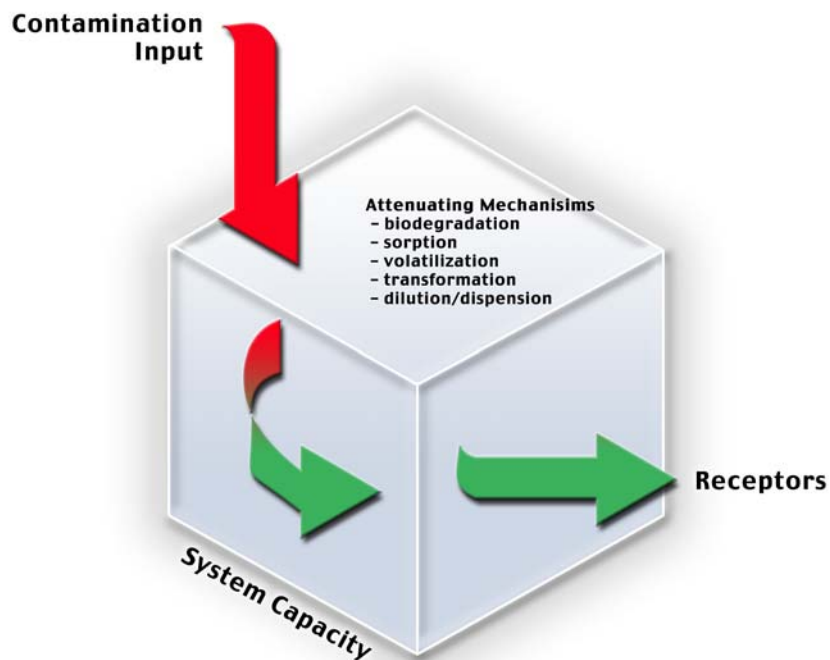 Contamination
Input
Attenuating Mechanisims
- biodegradation
- sorption
- volatilization
- transformation
- dilution/dispension
Receptors
System Capacity